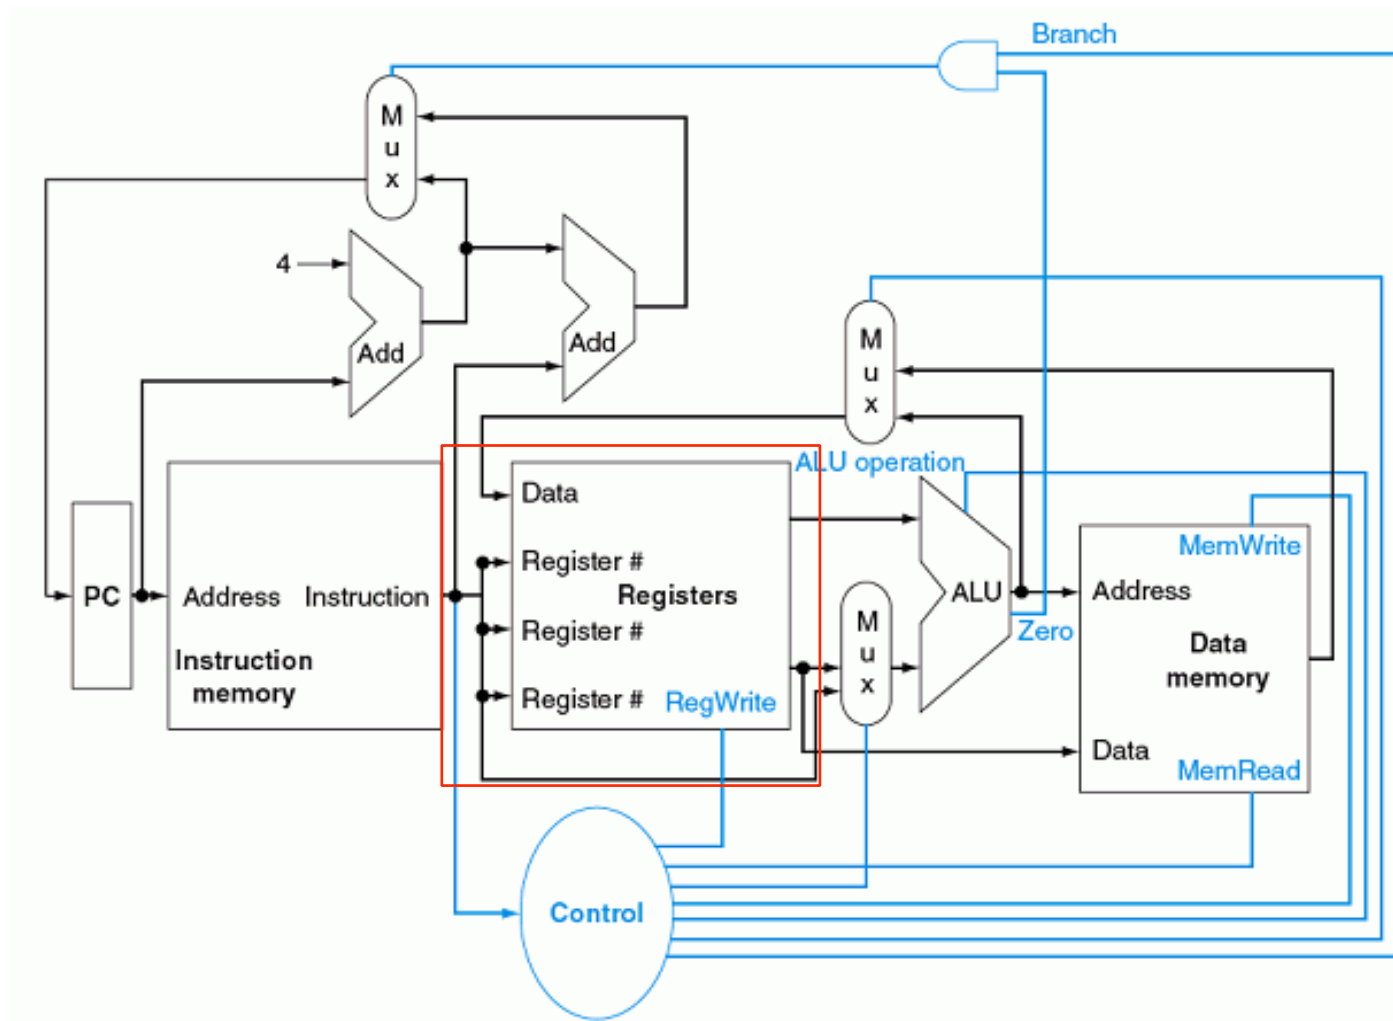 Branch
M
u
x
4
Add
Add
M
u
x
ALU operation
Data
Register #
Registers
Register #
Register #
RegWrite
PC
Address
Instruction
Instruction
memory
M
u
x
ALU
Zero
MemWrite
Address
Data
memory
Data
MemRead
Control